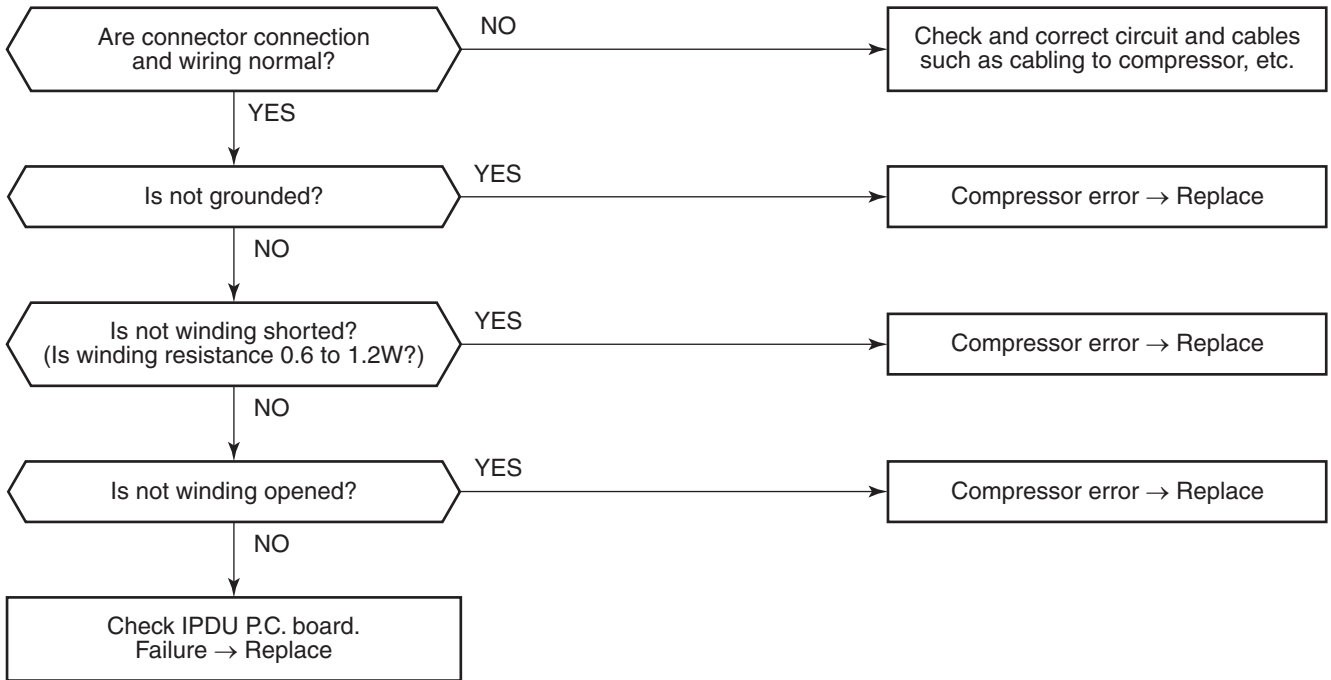 Are connector connection
and wiring normal?
NO
Check and correct circuit and cables
such as cabling to compressor, etc.
YES
Is not grounded?
YES
Compressor error → Replace
NO
Is not winding shorted?
(Is winding resistance 0.6 to 1.2W?)
YES
Compressor error → Replace
NO
Is not winding opened?
YES
Compressor error → Replace
NO
Check IPDU P.C. board.
Failure → Replace